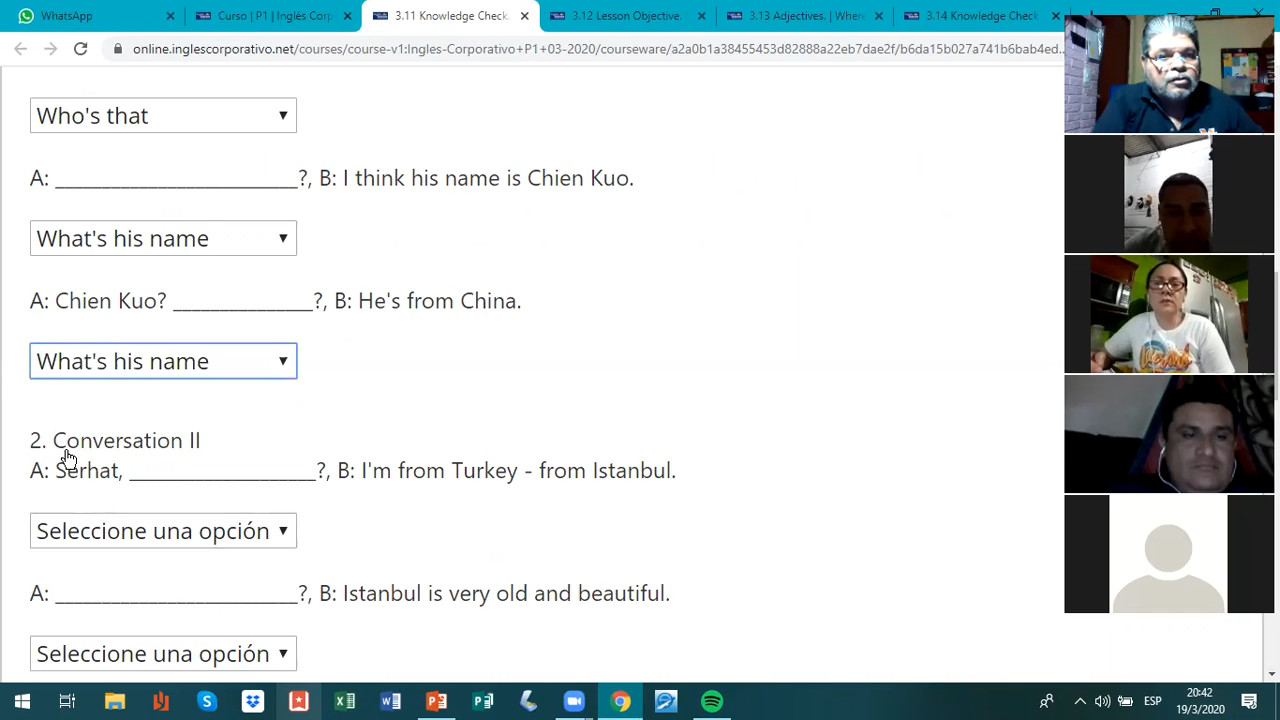 WhatsApp
Curso | P1 | Inglés Corp
3.11 Knowledge Check.
3.12 Lesson Objective.
3.13 Adjectives. | Where
3.14 Knowledge Check
online.inglescorporativo.net/courses/course-v1:Ingles-Corporativo+P1+03-2020/courseware/a2a0b1a38455453d82888a22eb7dae2f/b6da15b027a741b6bab4ed...
Who's that
A: _________________________?, B: I think his name is Chien Kuo.
What's his name
A: Chien Kuo? _______________?, B: He's from China.
What's his name
2. Conversation II
A: Serhat, ____________________?, B: I'm from Turkey - from Istanbul.
Seleccione una opción
A: _________________________?, B: Istanbul is very old and beautiful.
Seleccione una opción
ESP
20:42
19/3/2020